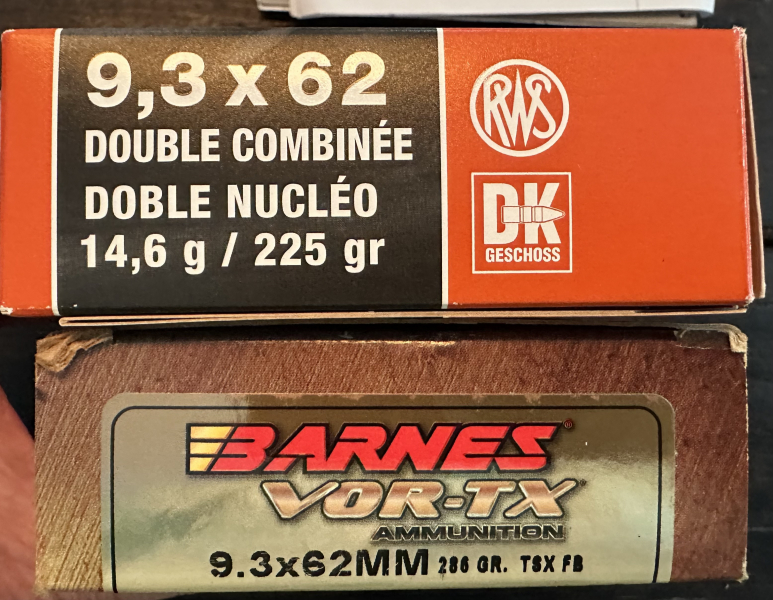 9,3 x 62
DOUBLE COMBINÉE
DOBLE NUCLÉO
14,6 g / 225 gr
RWS
DK
GESCHOSS
BARNES®
VOR-TX
AMMUNITION
9.3x62MM 286 GR. TSX FB